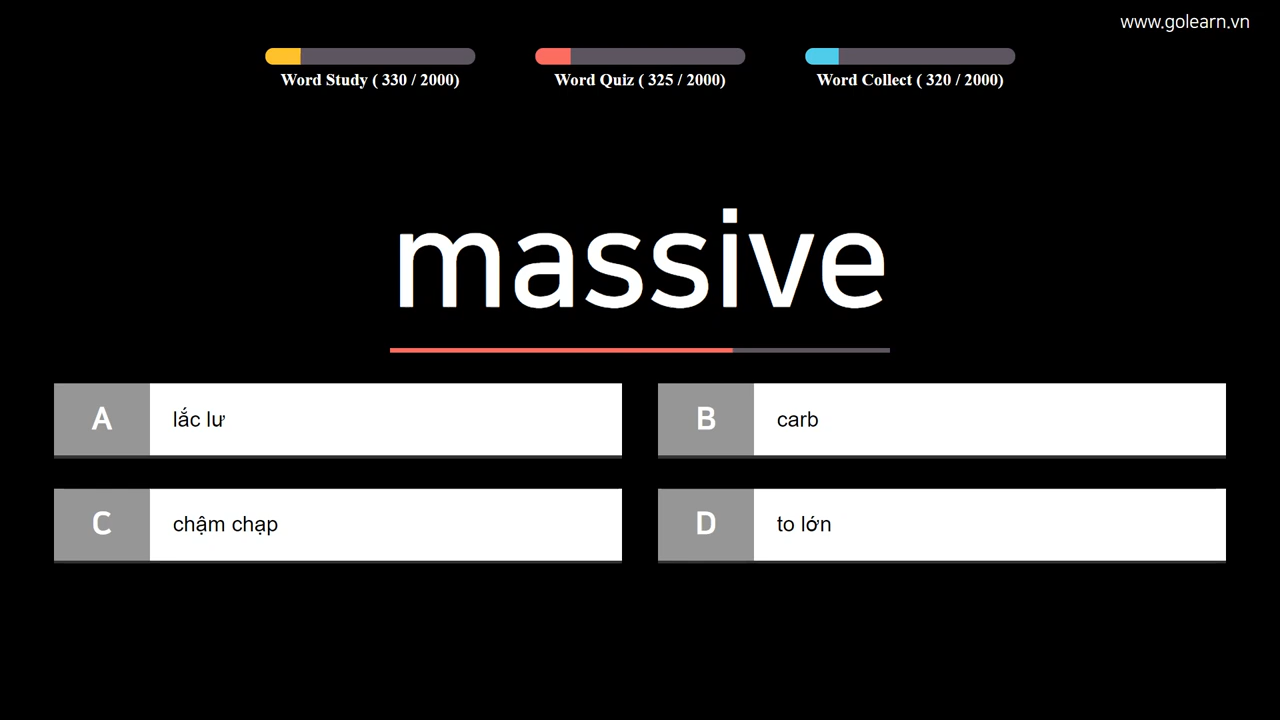 www.golearn.vn
Word Study ( 330 / 2000)
Word Quiz ( 325 / 2000)
Word Collect ( 320 / 2000)
massive
A lắc lư
B carb
C chậm chạp
D to lớn